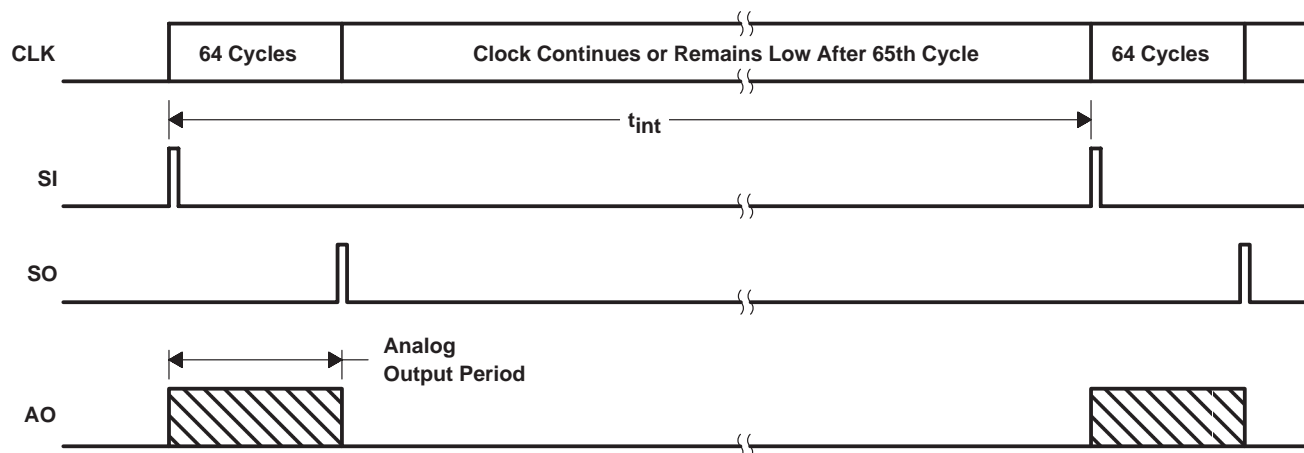 CLK
64 Cycles
Clock Continues or Remains Low After 65th Cycle
64 Cycles
tint
SI
SO
Analog
Output Period
AO